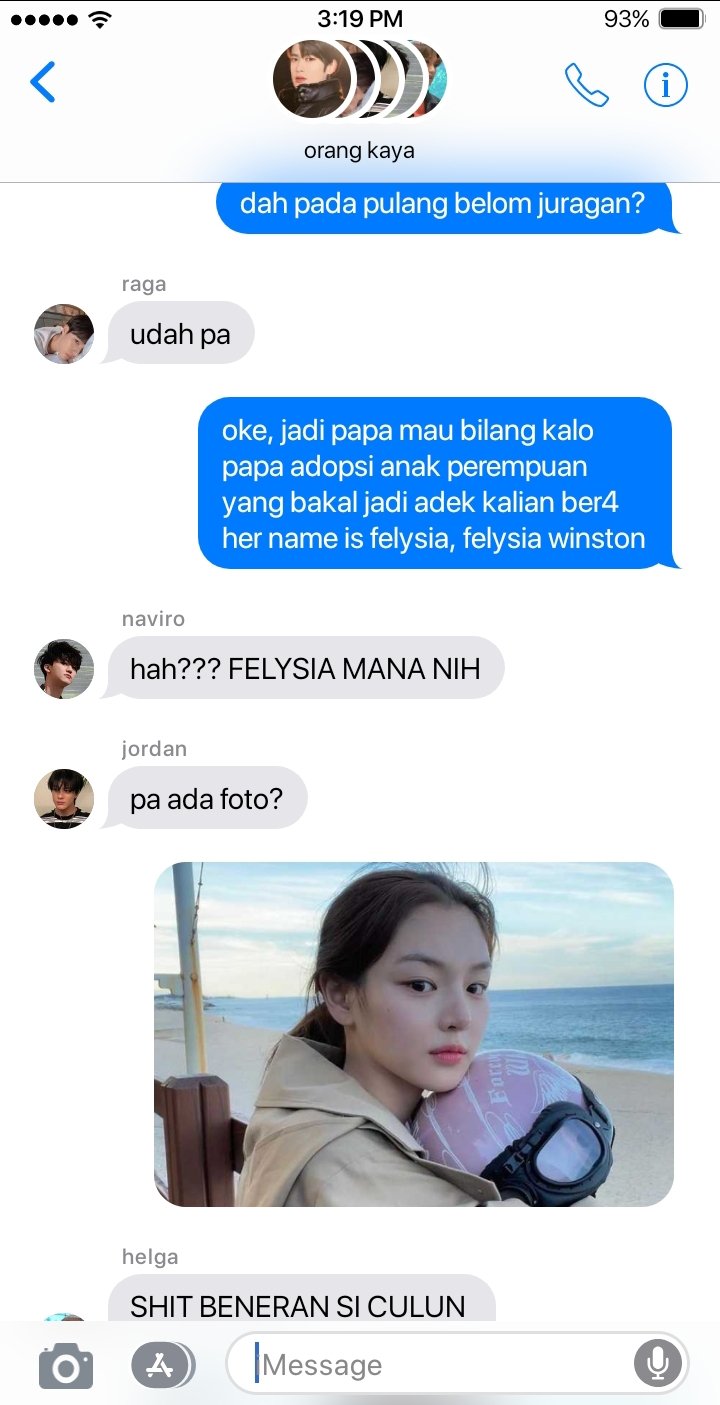 3:19 PM
93%
orang kaya
dah pada pulang belom juragan?
raga
udah pa
oke, jadi papa mau bilang kalo
papa adopsi anak perempuan
yang bakal jadi adek kalian ber4
her name is felysia, felysia winston
naviro
hah??? FELYSIA MANA NIH
jordan
pa ada foto?
Forever
helga
SHIT BENERAN SI CULUN
Message